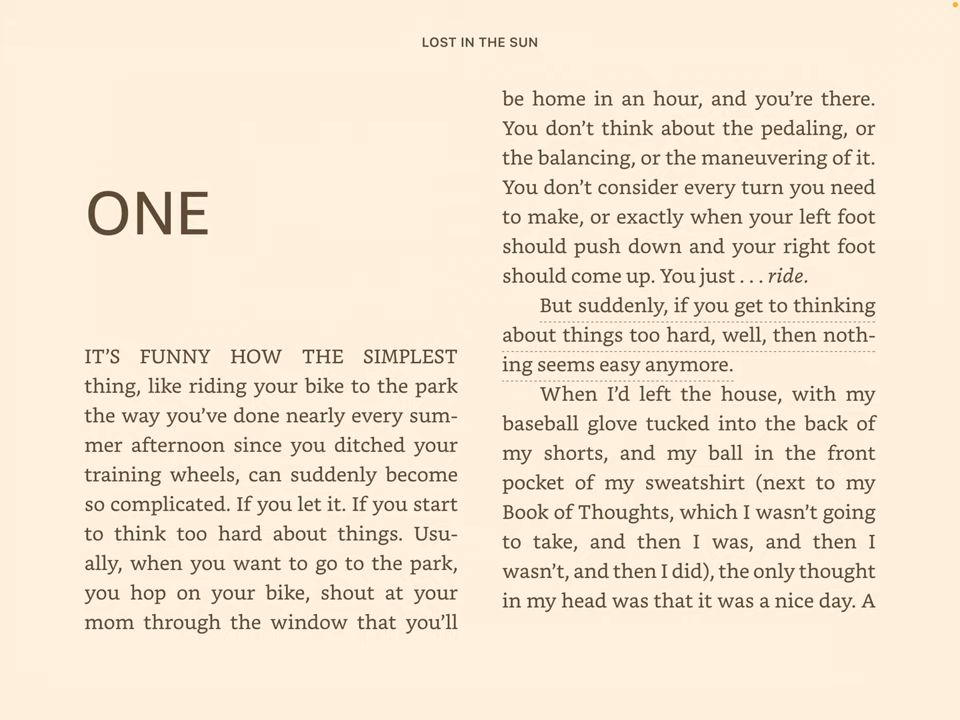 LOST IN THE SUN
ONE
IT’S FUNNY HOW THE SIMPLEST
thing, like riding your bike to the park
the way you’ve done nearly every sum-
mer afternoon since you ditched your
training wheels, can suddenly become
so complicated. If you let it. If you start
to think too hard about things. Usu-
ally, when you want to go to the park,
you hop on your bike, shout at your
mom through the window that you’ll
be home in an hour, and you’re there.
You don’t think about the pedaling, or
the balancing, or the maneuvering of it.
You don’t consider every turn you need
to make, or exactly when your left foot
should push down and your right foot
should come up. You just . . . ride.
But suddenly, if you get to thinking
about things too hard, well, then noth-
ing seems easy anymore.
When I’d left the house, with my
baseball glove tucked into the back of
my shorts, and my ball in the front
pocket of my sweatshirt (next to my
Book of Thoughts, which I wasn’t going
to take, and then I was, and then I
wasn’t, and then I did), the only thought
in my head was that it was a nice day. A